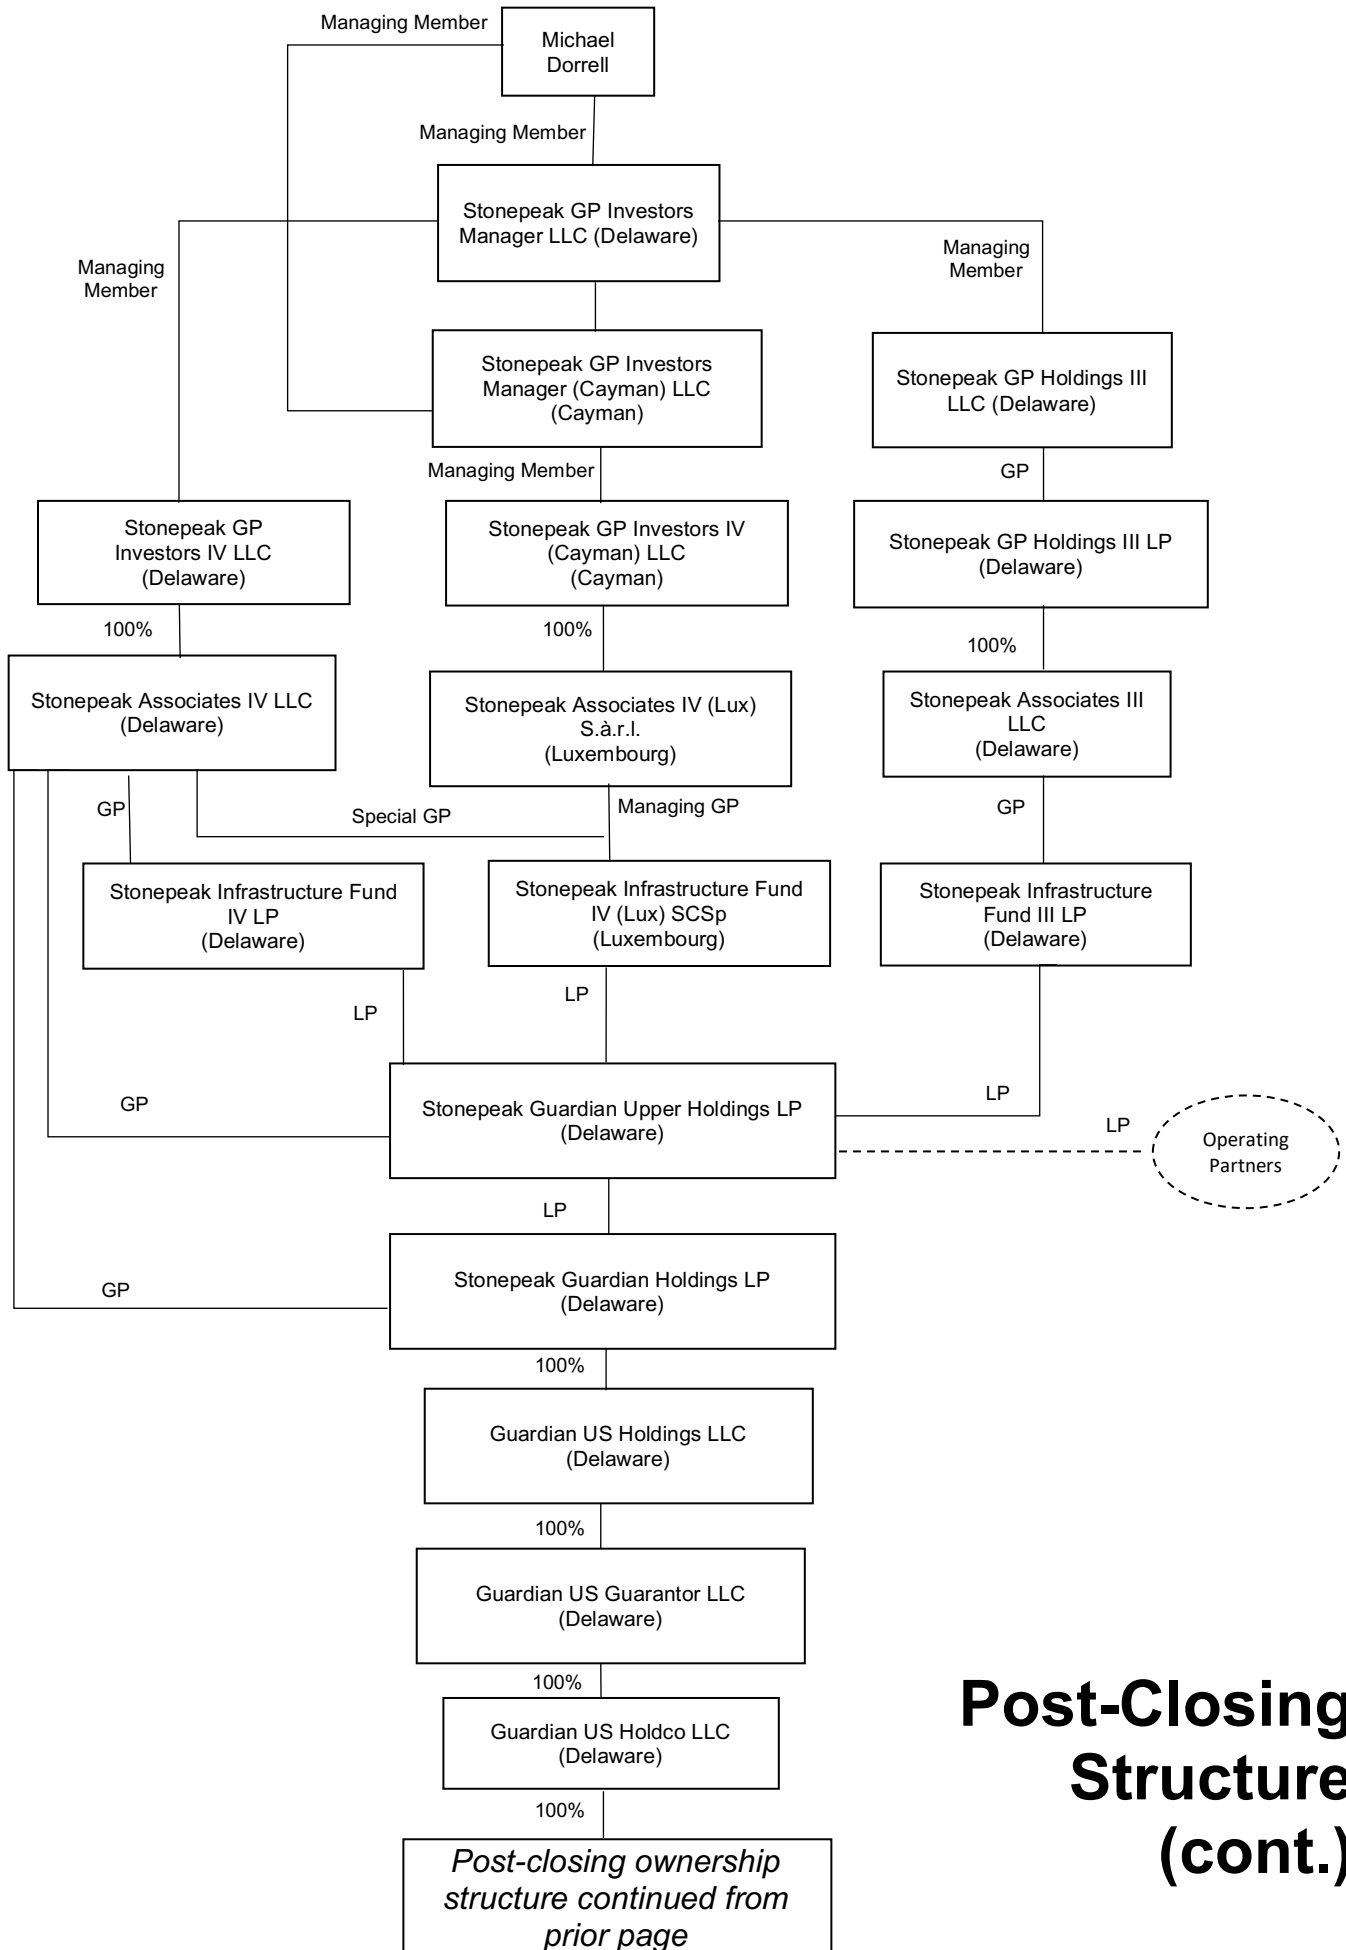 Managing Member
Michael
Dorrell
Managing Member
Stonepeak GP Investors
Manager LLC (Delaware)
Managing
Member
Managing
Member
Stonepeak GP Investors
Manager (Cayman) LLC
(Cayman)
Stonepeak GP Holdings III
LLC (Delaware)
Managing Member
GP
Stonepeak GP
Investors IV LLC
(Delaware)
Stonepeak GP Investors IV
(Cayman) LLC
(Cayman)
Stonepeak GP Holdings III LP
(Delaware)
100%
100%
100%
Stonepeak Associates IV LLC
(Delaware)
Stonepeak Associates IV (Lux)
S.à.r.l.
(Luxembourg)
Stonepeak Associates III
LLC
(Delaware)
GP
Special GP
Managing GP
GP
Stonepeak Infrastructure Fund
IV LP
(Delaware)
Stonepeak Infrastructure Fund
IV (Lux) SCSp
(Luxembourg)
Stonepeak Infrastructure
Fund III LP
(Delaware)
LP
LP
LP
GP
Stonepeak Guardian Upper Holdings LP
(Delaware)
LP
Operating
Partners
LP
GP
Stonepeak Guardian Holdings LP
(Delaware)
100%
Guardian US Holdings LLC
(Delaware)
100%
Guardian US Guarantor LLC
(Delaware)
100%
Guardian US Holdco LLC
(Delaware)
100%
Post-closing ownership
structure continued from
prior page
Post-Closing
Structure
(cont.)